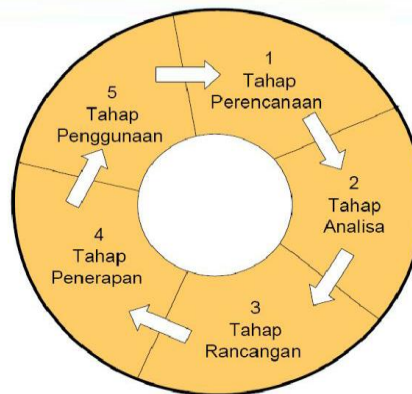 1
Tahap
Perencanaan
2
Tahap
Analisa
3
Tahap
Rancangan
4
Tahap
Penerapan
5
Tahap
Penggunaan